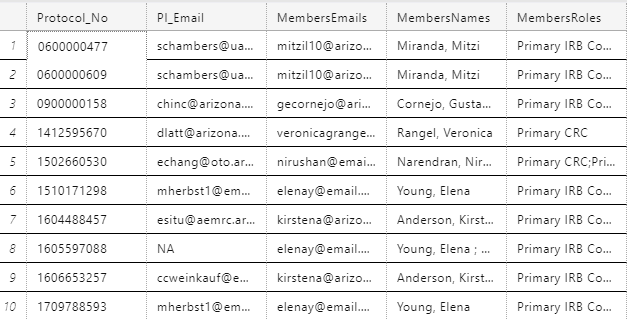 Protocol_No PI_Email MembersEmails MembersNames MembersRoles
1 0600000477 schambers@ua... mitzil10@arizo... Miranda, Mitzi Primary IRB Co...
2 0600000609 schambers@ua... mitzil10@arizo... Miranda, Mitzi Primary IRB Co...
3 0900000158 chinc@arizona.... gecornejo@ari... Cornejo, Gusta... Primary IRB Co...
4 1412595670 dlatt@arizona.... veronicagrange... Rangel, Veronica Primary CRC
5 1502660530 echang@oto.ar... nirushan@emai... Narendran, Nir... Primary CRC;Pri...
6 1510171298 mherbst1@em... elenay@email.... Young, Elena Primary IRB Co...
7 1604488457 esitu@aemrc.ar... kirstena@arizo... Anderson, Kirst... Primary IRB Co...
8 1605597088 NA elenay@email.... Young, Elena ; ... Primary IRB Co...
9 1606653257 ccweinkauf@e... kirstena@arizo... Anderson, Kirst... Primary IRB Co...
10 1709788593 mherbst1@em... elenay@email.... Young, Elena Primary IRB Co...